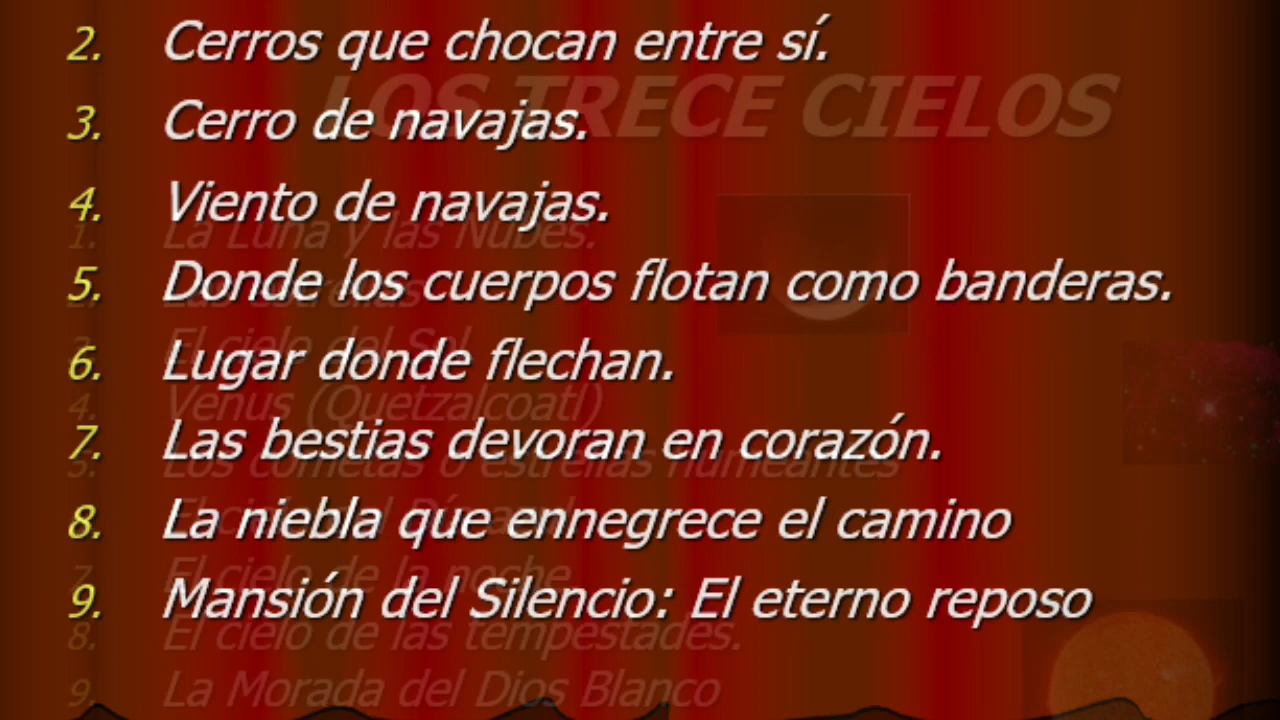 2. Cerros que chocan entre sí.
LOS TRECE CIELOS
3. Cerro de navajas.
4. Viento de navajas.
1. La Luna y las Nubes.
5. Donde los cuerpos flotan como banderas.
2.
El cielo del Sol
6. Lugar donde flechan.
4. Venus (Quetzalcoatl)
7. Las bestias devoran en corazón.
5. Los cometas o estrellas humeantes
8. La niebla que ennegrece el camino
7. El cielo de la noche
9. Mansión del Silencio: El eterno reposo
8. El cielo de las tempestades.
9. La Morada del Dios Blanco